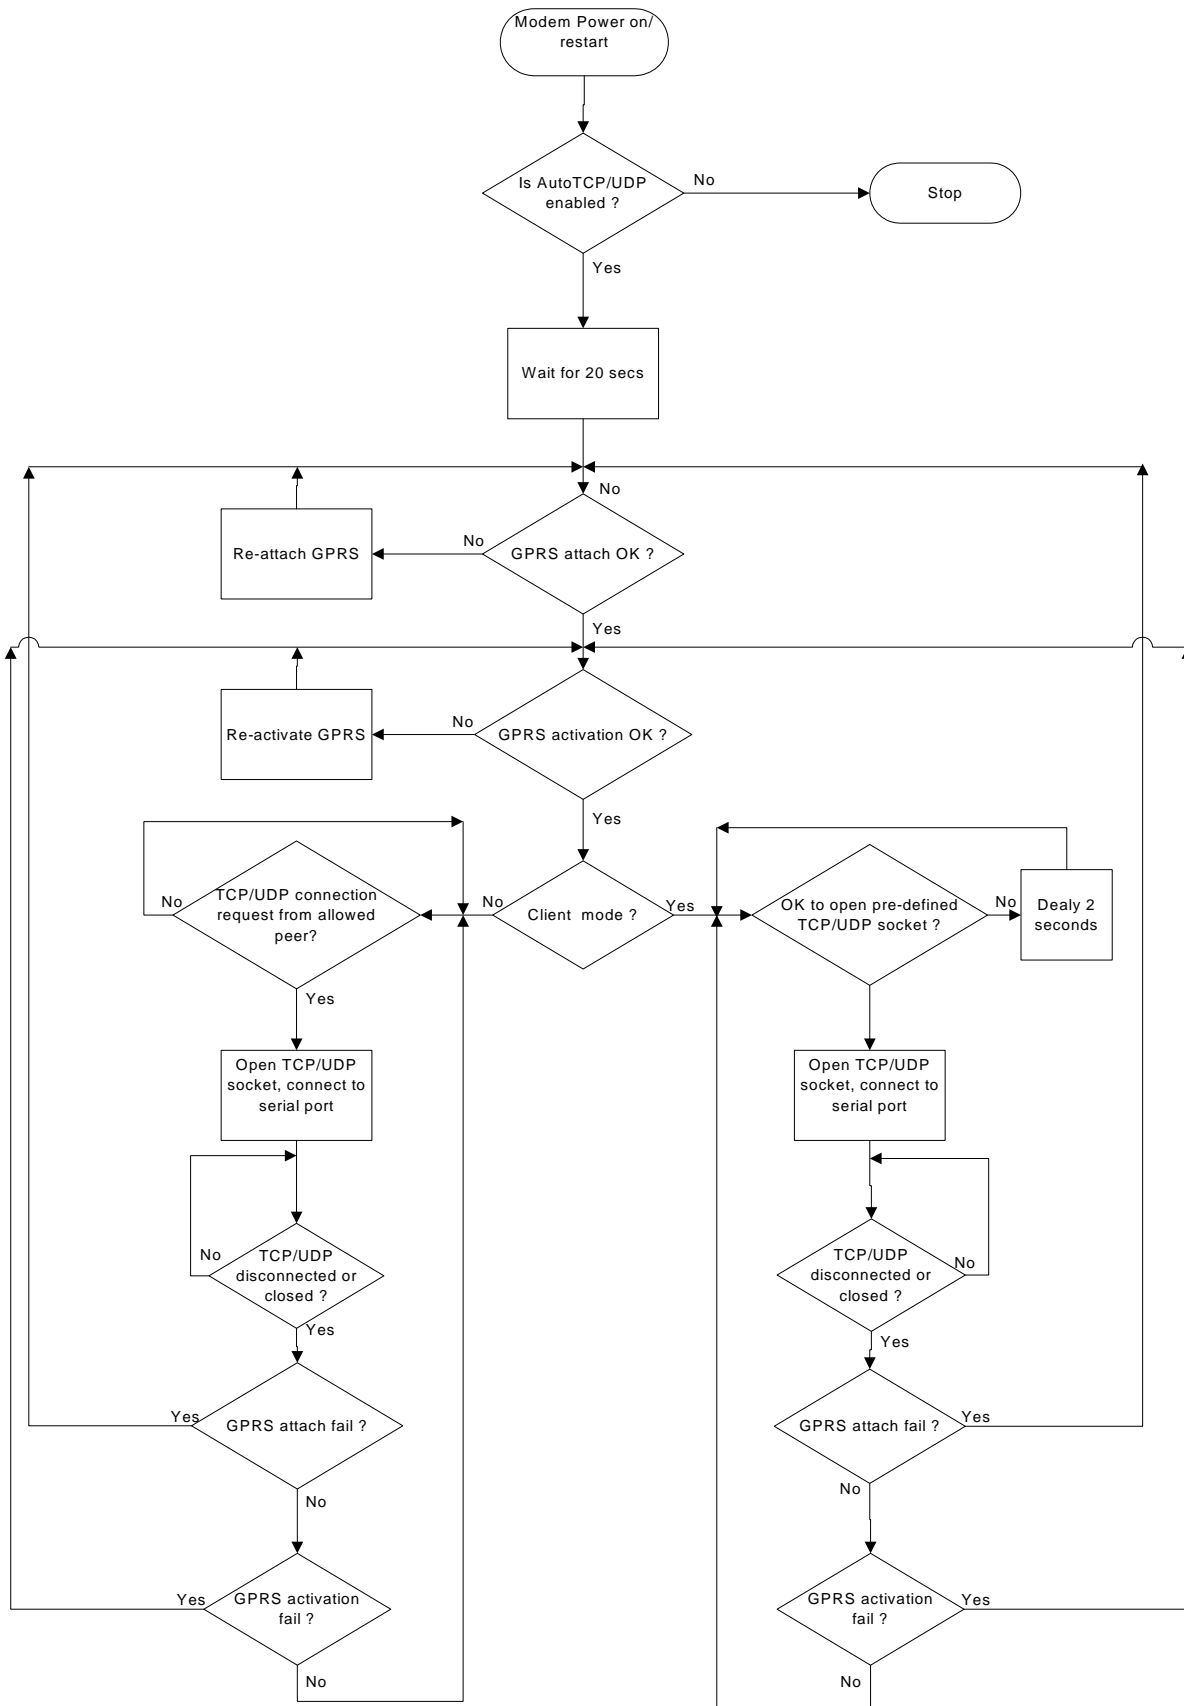 Modem Power on/
restart
Is AutoTCP/UDP
enabled ?
No
Stop
Yes
Wait for 20 secs
No
Re-attach GPRS
No
GPRS attach OK ?
Yes
Re-activate GPRS
No
GPRS activation OK ?
Yes
No
TCP/UDP connection
request from allowed
peer?
No
Client mode ?
Yes
OK to open pre-defined
TCP/UDP socket ?
No
Dealy 2
seconds
Yes
Open TCP/UDP
socket, connect to
serial port
Open TCP/UDP
socket, connect to
serial port
No
TCP/UDP
disconnected or
closed ?
TCP/UDP
disconnected or
closed ?
No
Yes
Yes
Yes
GPRS attach fail ?
GPRS attach fail ?
Yes
No
No
Yes
GPRS activation
fail ?
GPRS activation
fail ?
Yes
No
No